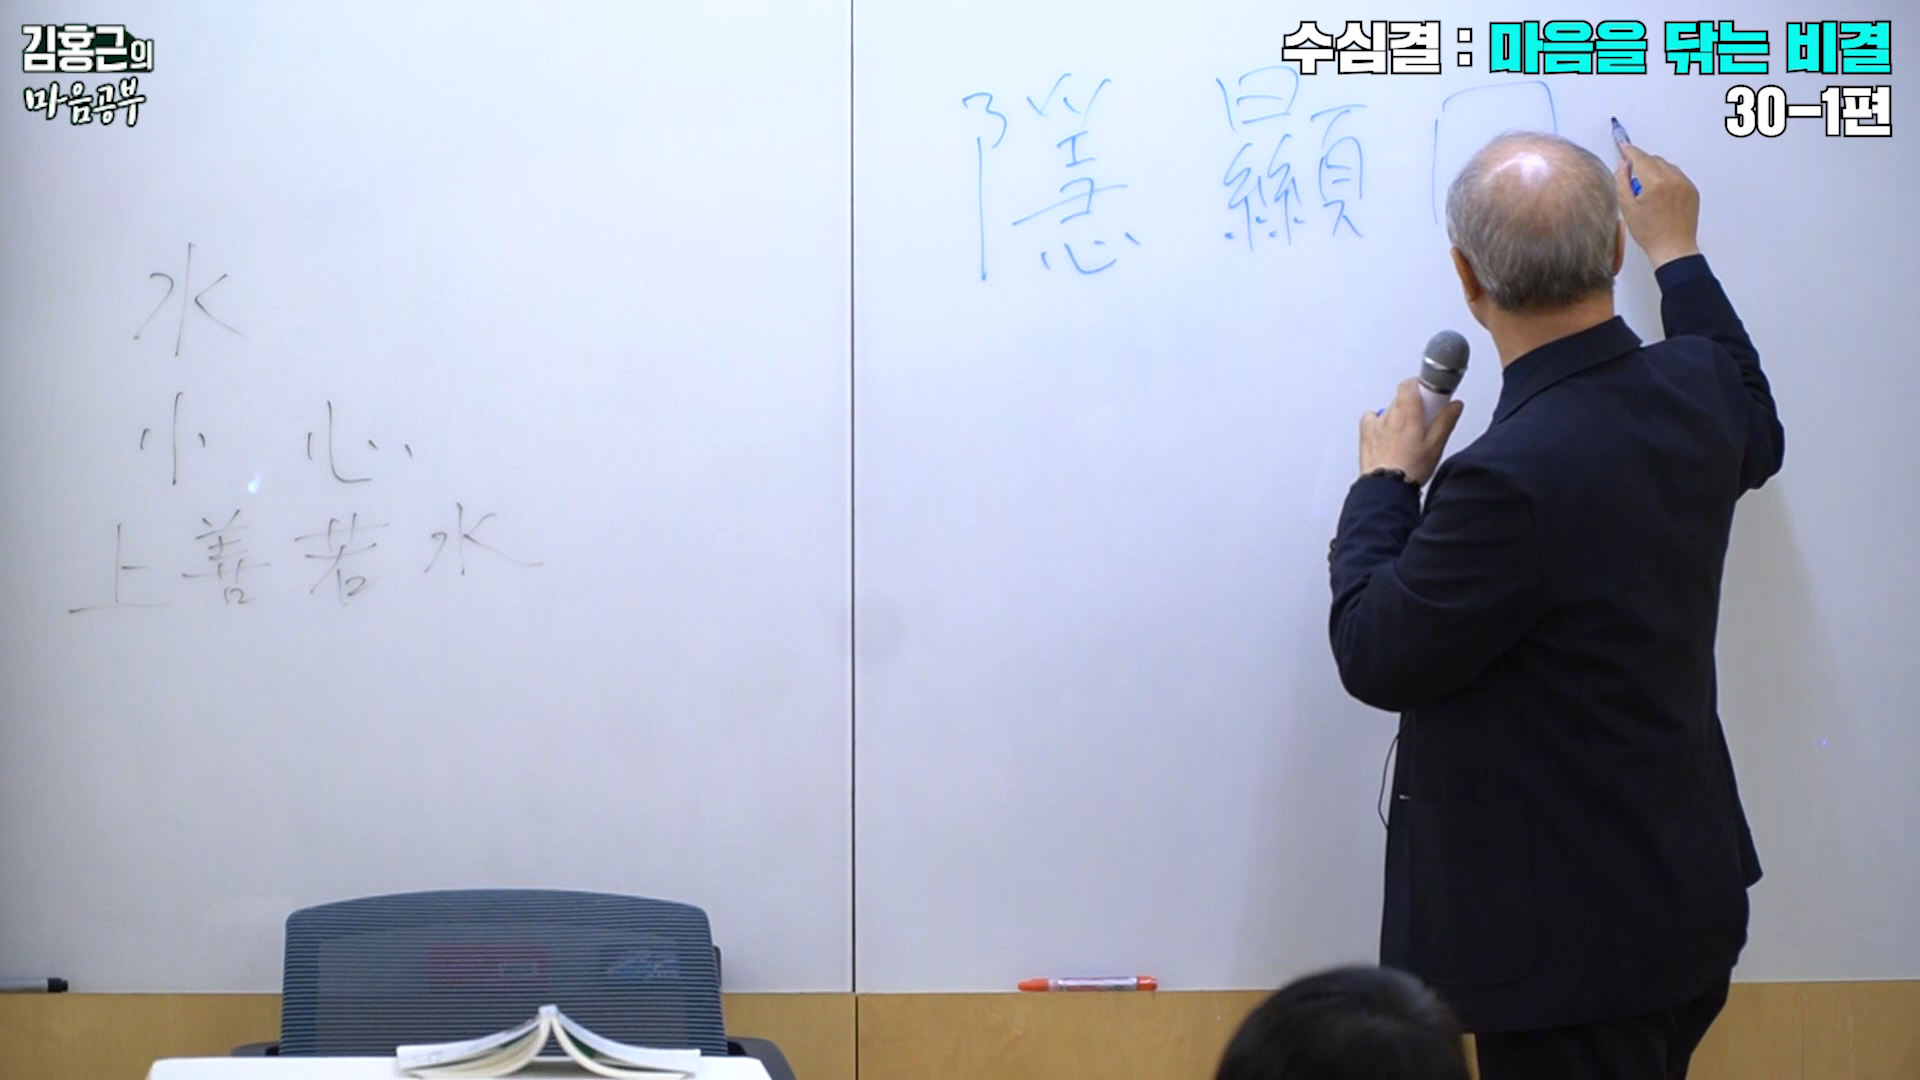 김홍근의
마음공부
수심결 : 마음을 닦는 비결
30-1편
隱 顯
水
小 心
上善若水